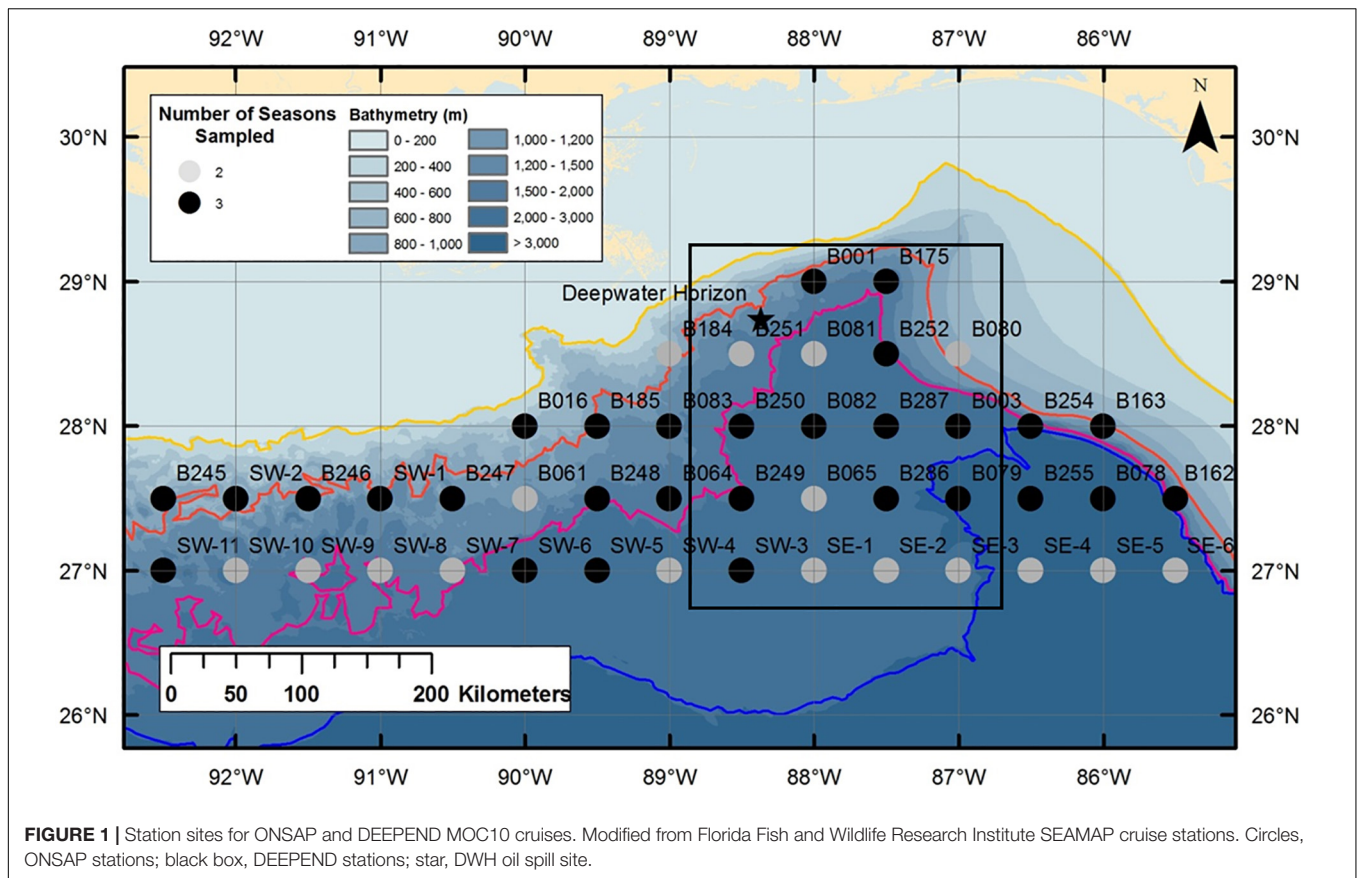 92°W 91°W 90°W 89°W 88°W 87°W 86°W
N
Number of Seasons
Sampled
2
3
Bathymetry (m)
0 - 200
200 - 400
400 - 600
600 - 800
800 - 1,000
1,000 - 1,200
1,200 - 1,500
1,500 - 2,000
2,000 - 3,000
> 3,000
30°N 30°N
29°N 29°N
B001 B175
Deepwater Horizon
B184 B251 B081 B252 B080
28°N 28°N
B016 B185 B083 B250 B082 B287 B003 B254 B163
B245 SW-2 B246 SW-1 B247 B061 B248 B064 B249 B065 B286 B079 B255 B078 B162
27°N 27°N
SW-11 SW-10 SW-9 SW-8 SW-7 SW-6 SW-5 SW-4 SW-3 SE-1 SE-2 SE-3 SE-4 SE-5 SE-6
0 50 100 200 Kilometers
26°N 26°N
92°W 91°W 90°W 89°W 88°W 87°W 86°W
FIGURE 1 | Station sites for ONSAP and DEEPEND MOC10 cruises. Modified from Florida Fish and Wildlife Research Institute SEAMAP cruise stations. Circles,
ONSAP stations; black box, DEEPEND stations; star, DWH oil spill site.